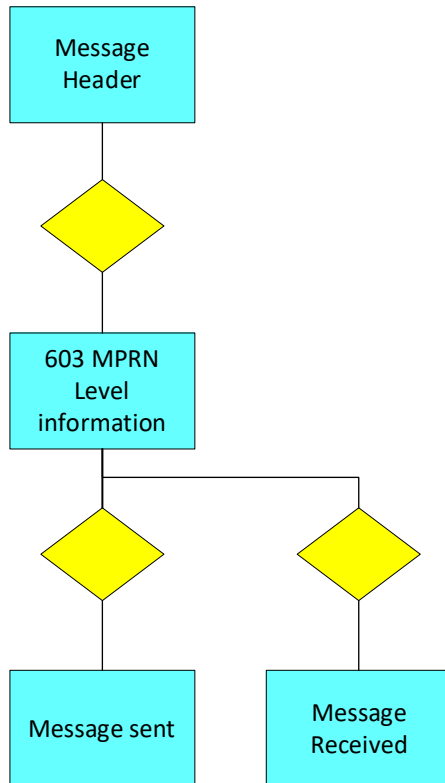 Message
Header
603 MPRN
Level
information
Message sent
Message
Received